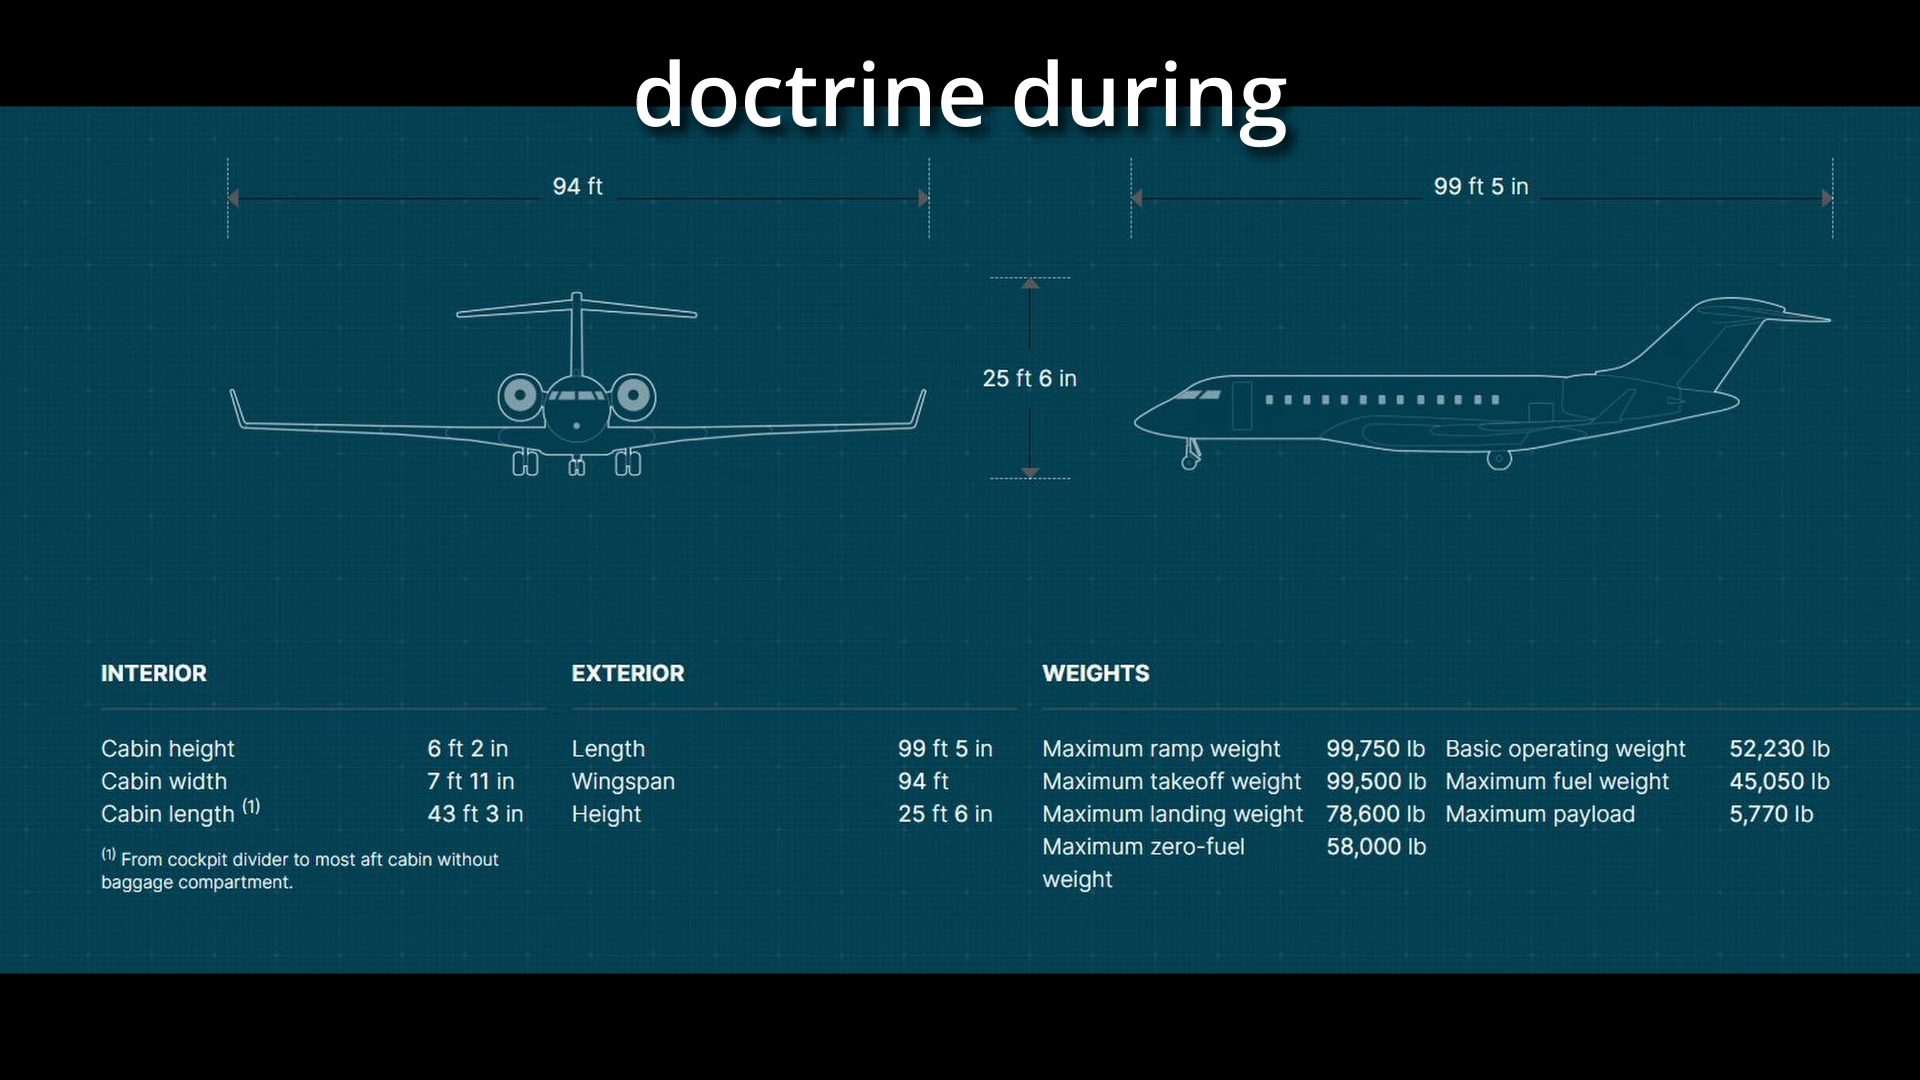 doctrine during
94 ft
99 ft 5 in
25 ft 6 in
INTERIOR
Cabin height 6 ft 2 in
Cabin width 7 ft 11 in
Cabin length (1) 43 ft 3 in
(1) From cockpit divider to most aft cabin without
baggage compartment.
EXTERIOR
Length 99 ft 5 in
Wingspan 94 ft
Height 25 ft 6 in
WEIGHTS
Maximum ramp weight 99,750 lb
Maximum takeoff weight 99,500 lb
Maximum landing weight 78,600 lb
Maximum zero-fuel 58,000 lb
weight
Basic operating weight 52,230 lb
Maximum fuel weight 45,050 lb
Maximum payload 5,770 lb